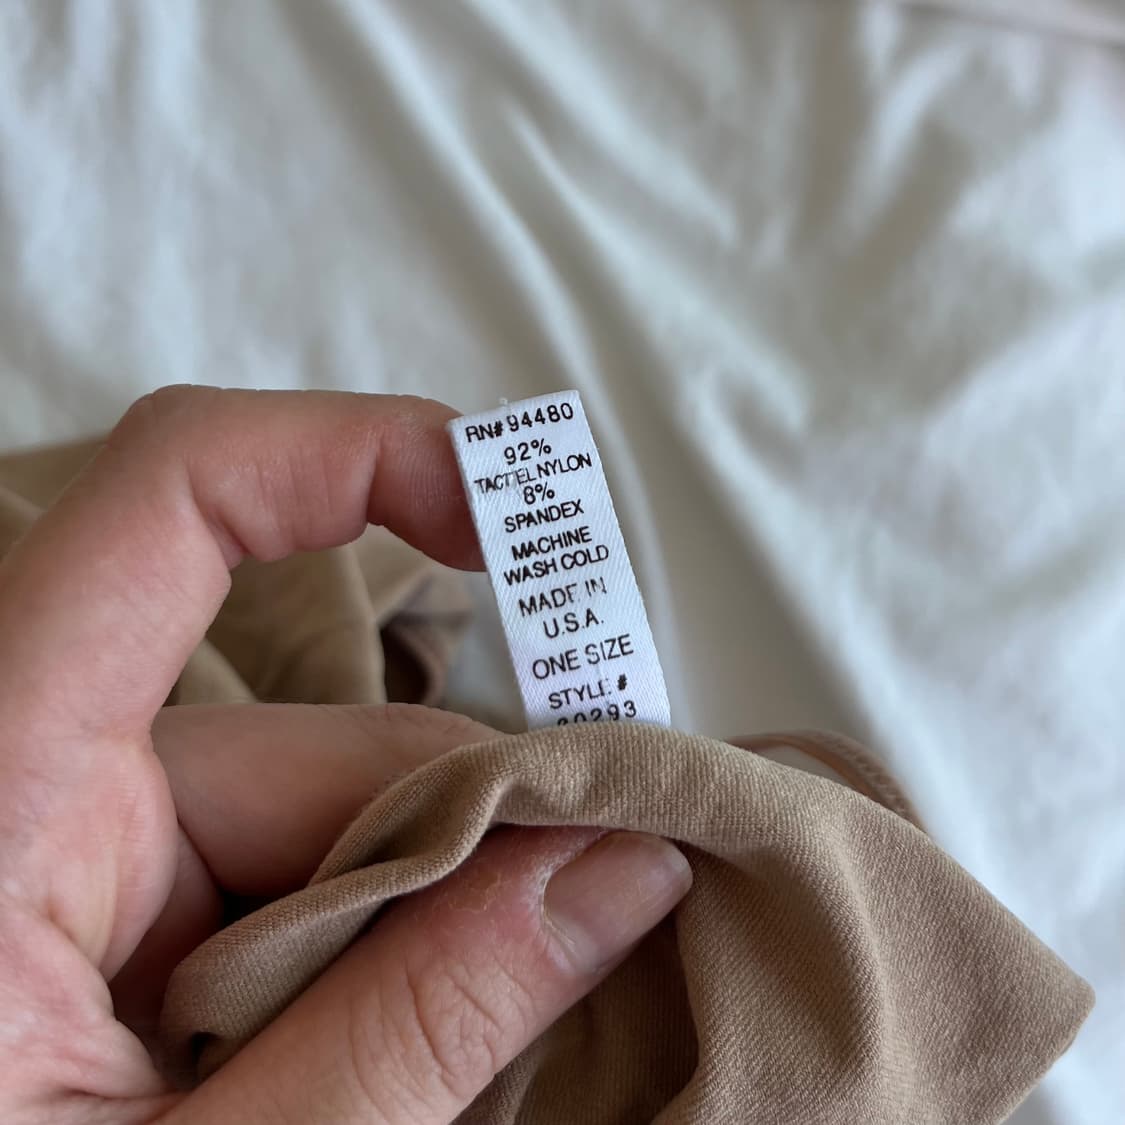 RN# 94480
92%
TACTEL NYLON
8%
SPANDEX
MACHINE
WASH COLD
MADE IN
U.S.A.
ONE SIZE
STYLE #